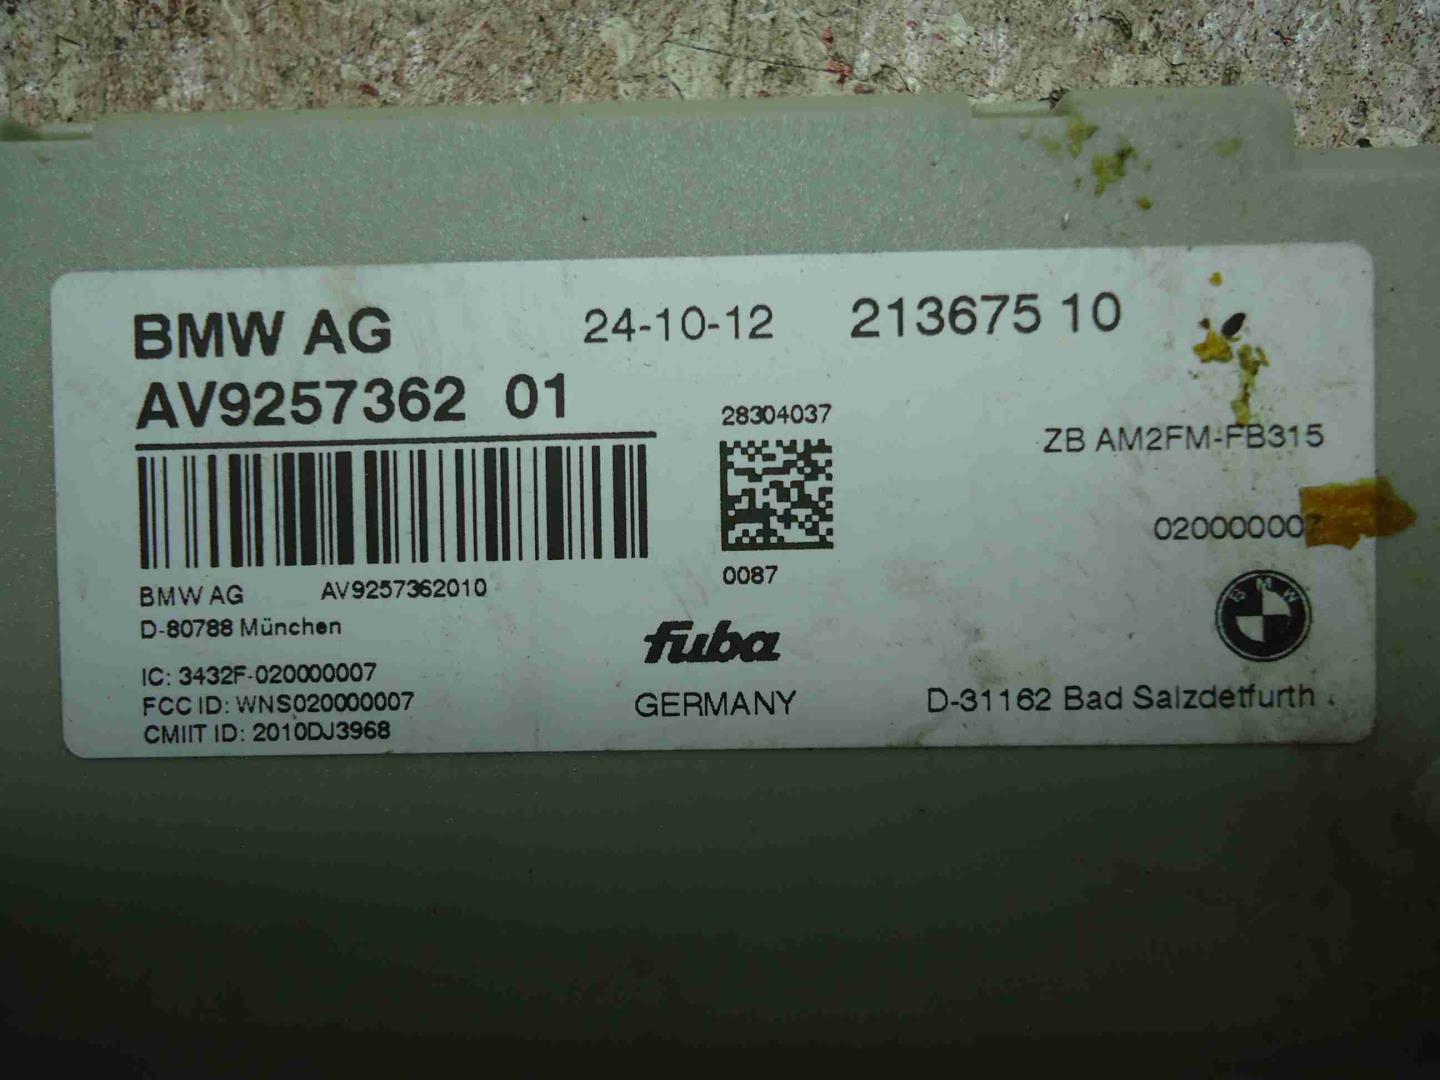 BMW AG 24-10-12 213675 10
AV9257362 01
28304037
ZB AM2FM-FB315
020000007
0087
BMW AG AV9257362010
D-80788 München
fuba
BMW
IC: 3432F-020000007
FCC ID: WNS020000007
CMIIT ID: 2010DJ3968
GERMANY D-31162 Bad Salzdetfurth